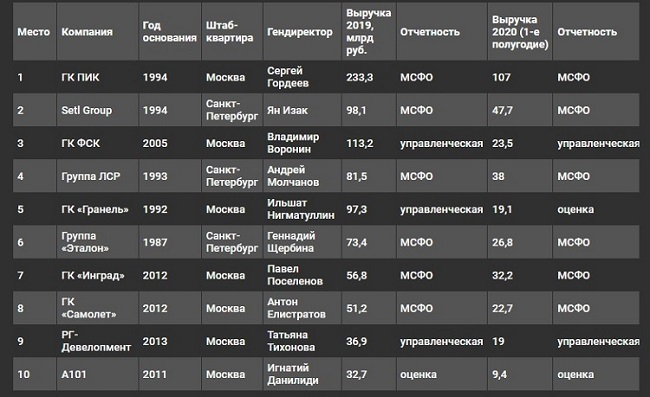 Место Компания Год основания Штаб-квартира Гендиректор Выручка 2019, млрд руб. Отчетность Выручка 2020 (1-е полугодие) Отчетность
1 ГК ПИК 1994 Москва Сергей Гордеев 233,3 МСФО 107 МСФО
2 Setl Group 1994 Санкт-Петербург Ян Изак 98,1 МСФО 47,7 МСФО
3 ГК ФСК 2005 Москва Владимир Воронин 113,2 управленческая 23,5 управленческая
4 Группа ЛСР 1993 Санкт-Петербург Андрей Молчанов 81,5 МСФО 38 МСФО
5 ГК «Гранель» 1992 Москва Ильшат Нигматуллин 97,3 управленческая 19,1 оценка
6 Группа «Эталон» 1987 Санкт-Петербург Геннадий Щербина 73,4 МСФО 26,8 МСФО
7 ГК «Инград» 2012 Москва Павел Поселенов 56,8 МСФО 32,2 МСФО
8 ГК «Самолет» 2012 Москва Антон Елистратов 51,2 МСФО 22,7 МСФО
9 РГ-Девелопмент 2013 Москва Татьяна Тихонова 36,9 управленческая 19 управленческая
10 А101 2011 Москва Игнатий Данилиди 32,7 оценка 9,4 оценка